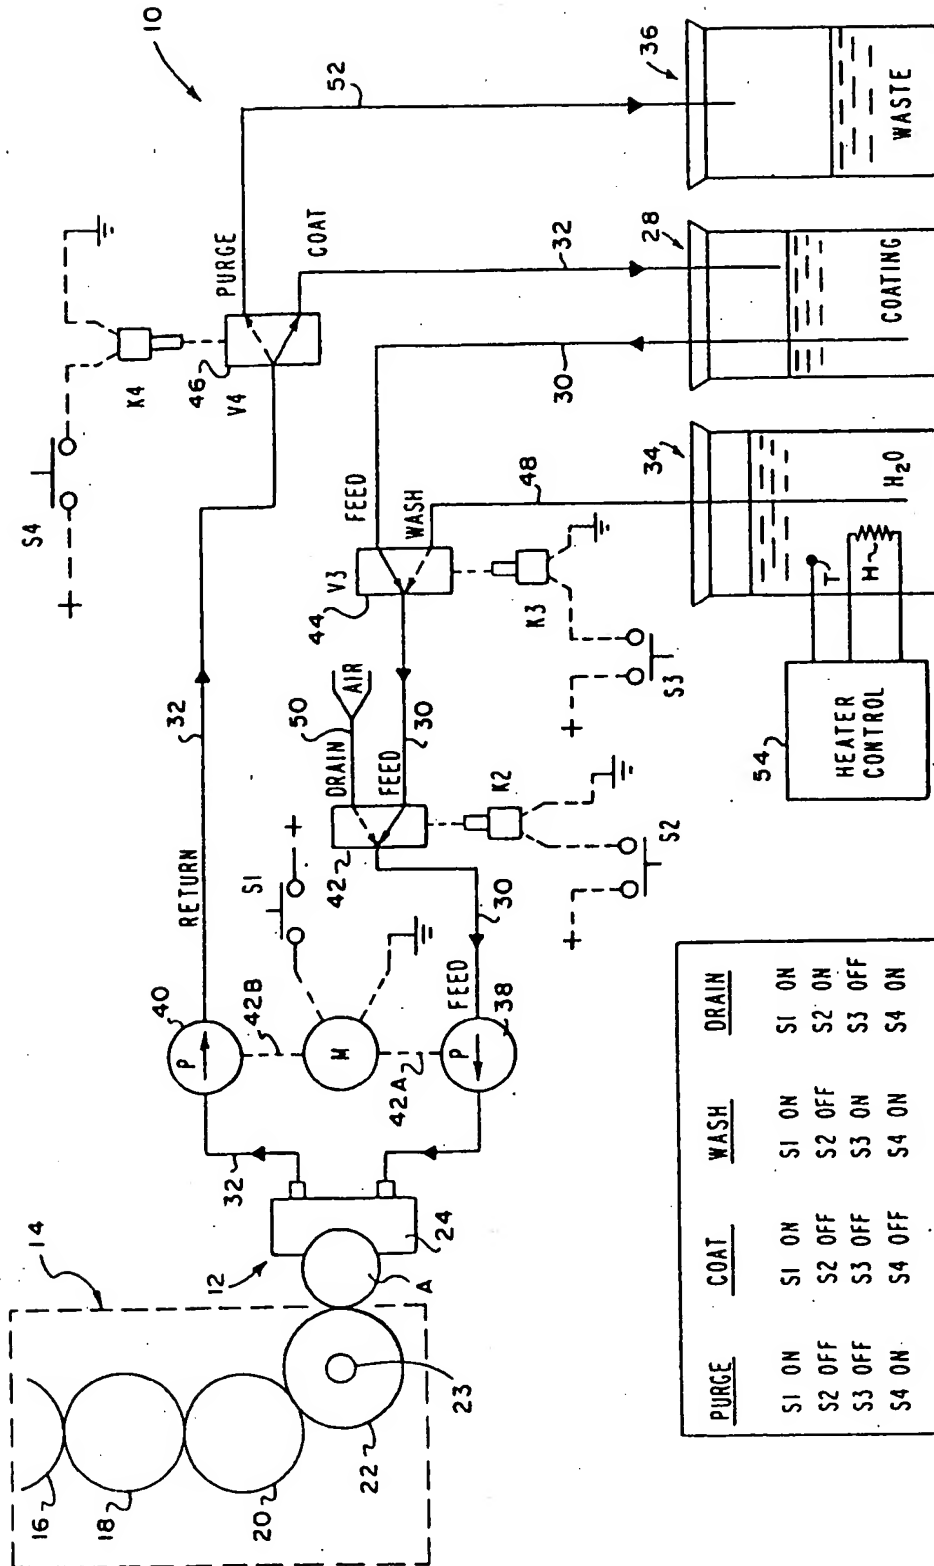 10
52
36
WASTE
PURGE
COAT
32
28
COATING
30
S4
K4
46
V4
+
FEED
WASH
48
34
H₂O
T
H
54
HEATER
CONTROL
44
V3
K3
S3
+
32
RETURN
50
AIR
DRAIN
FEED
30
42
K2
S2
+
S1
+
30
FEED
40
P
42B
M
42A
P
38
32
12
24
A
14
16
18
20
22
23
PURGE COAT WASH DRAIN
S1 ON S1 ON S1 ON S1 ON
S2 OFF S2 OFF S2 OFF S2 ON
S3 OFF S3 OFF S3 ON S3 OFF
S4 ON S4 OFF S4 ON S4 ON